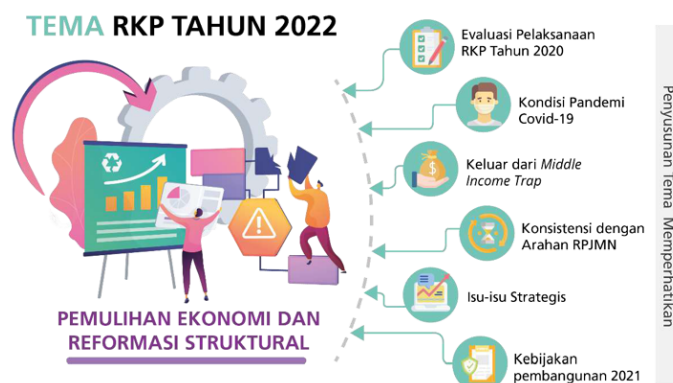 TEMA RKP TAHUN 2022
Evaluasi Pelaksanaan
RKP Tahun 2020
Kondisi Pandemi
Covid-19
Keluar dari Middle
Income Trap
Konsistensi dengan
Arahan RPJMN
Isu-isu Strategis
Kebijakan
pembangunan 2021
PEMULIHAN EKONOMI DAN
REFORMASI STRUKTURAL
Penyusunan Tema Memperhatikan